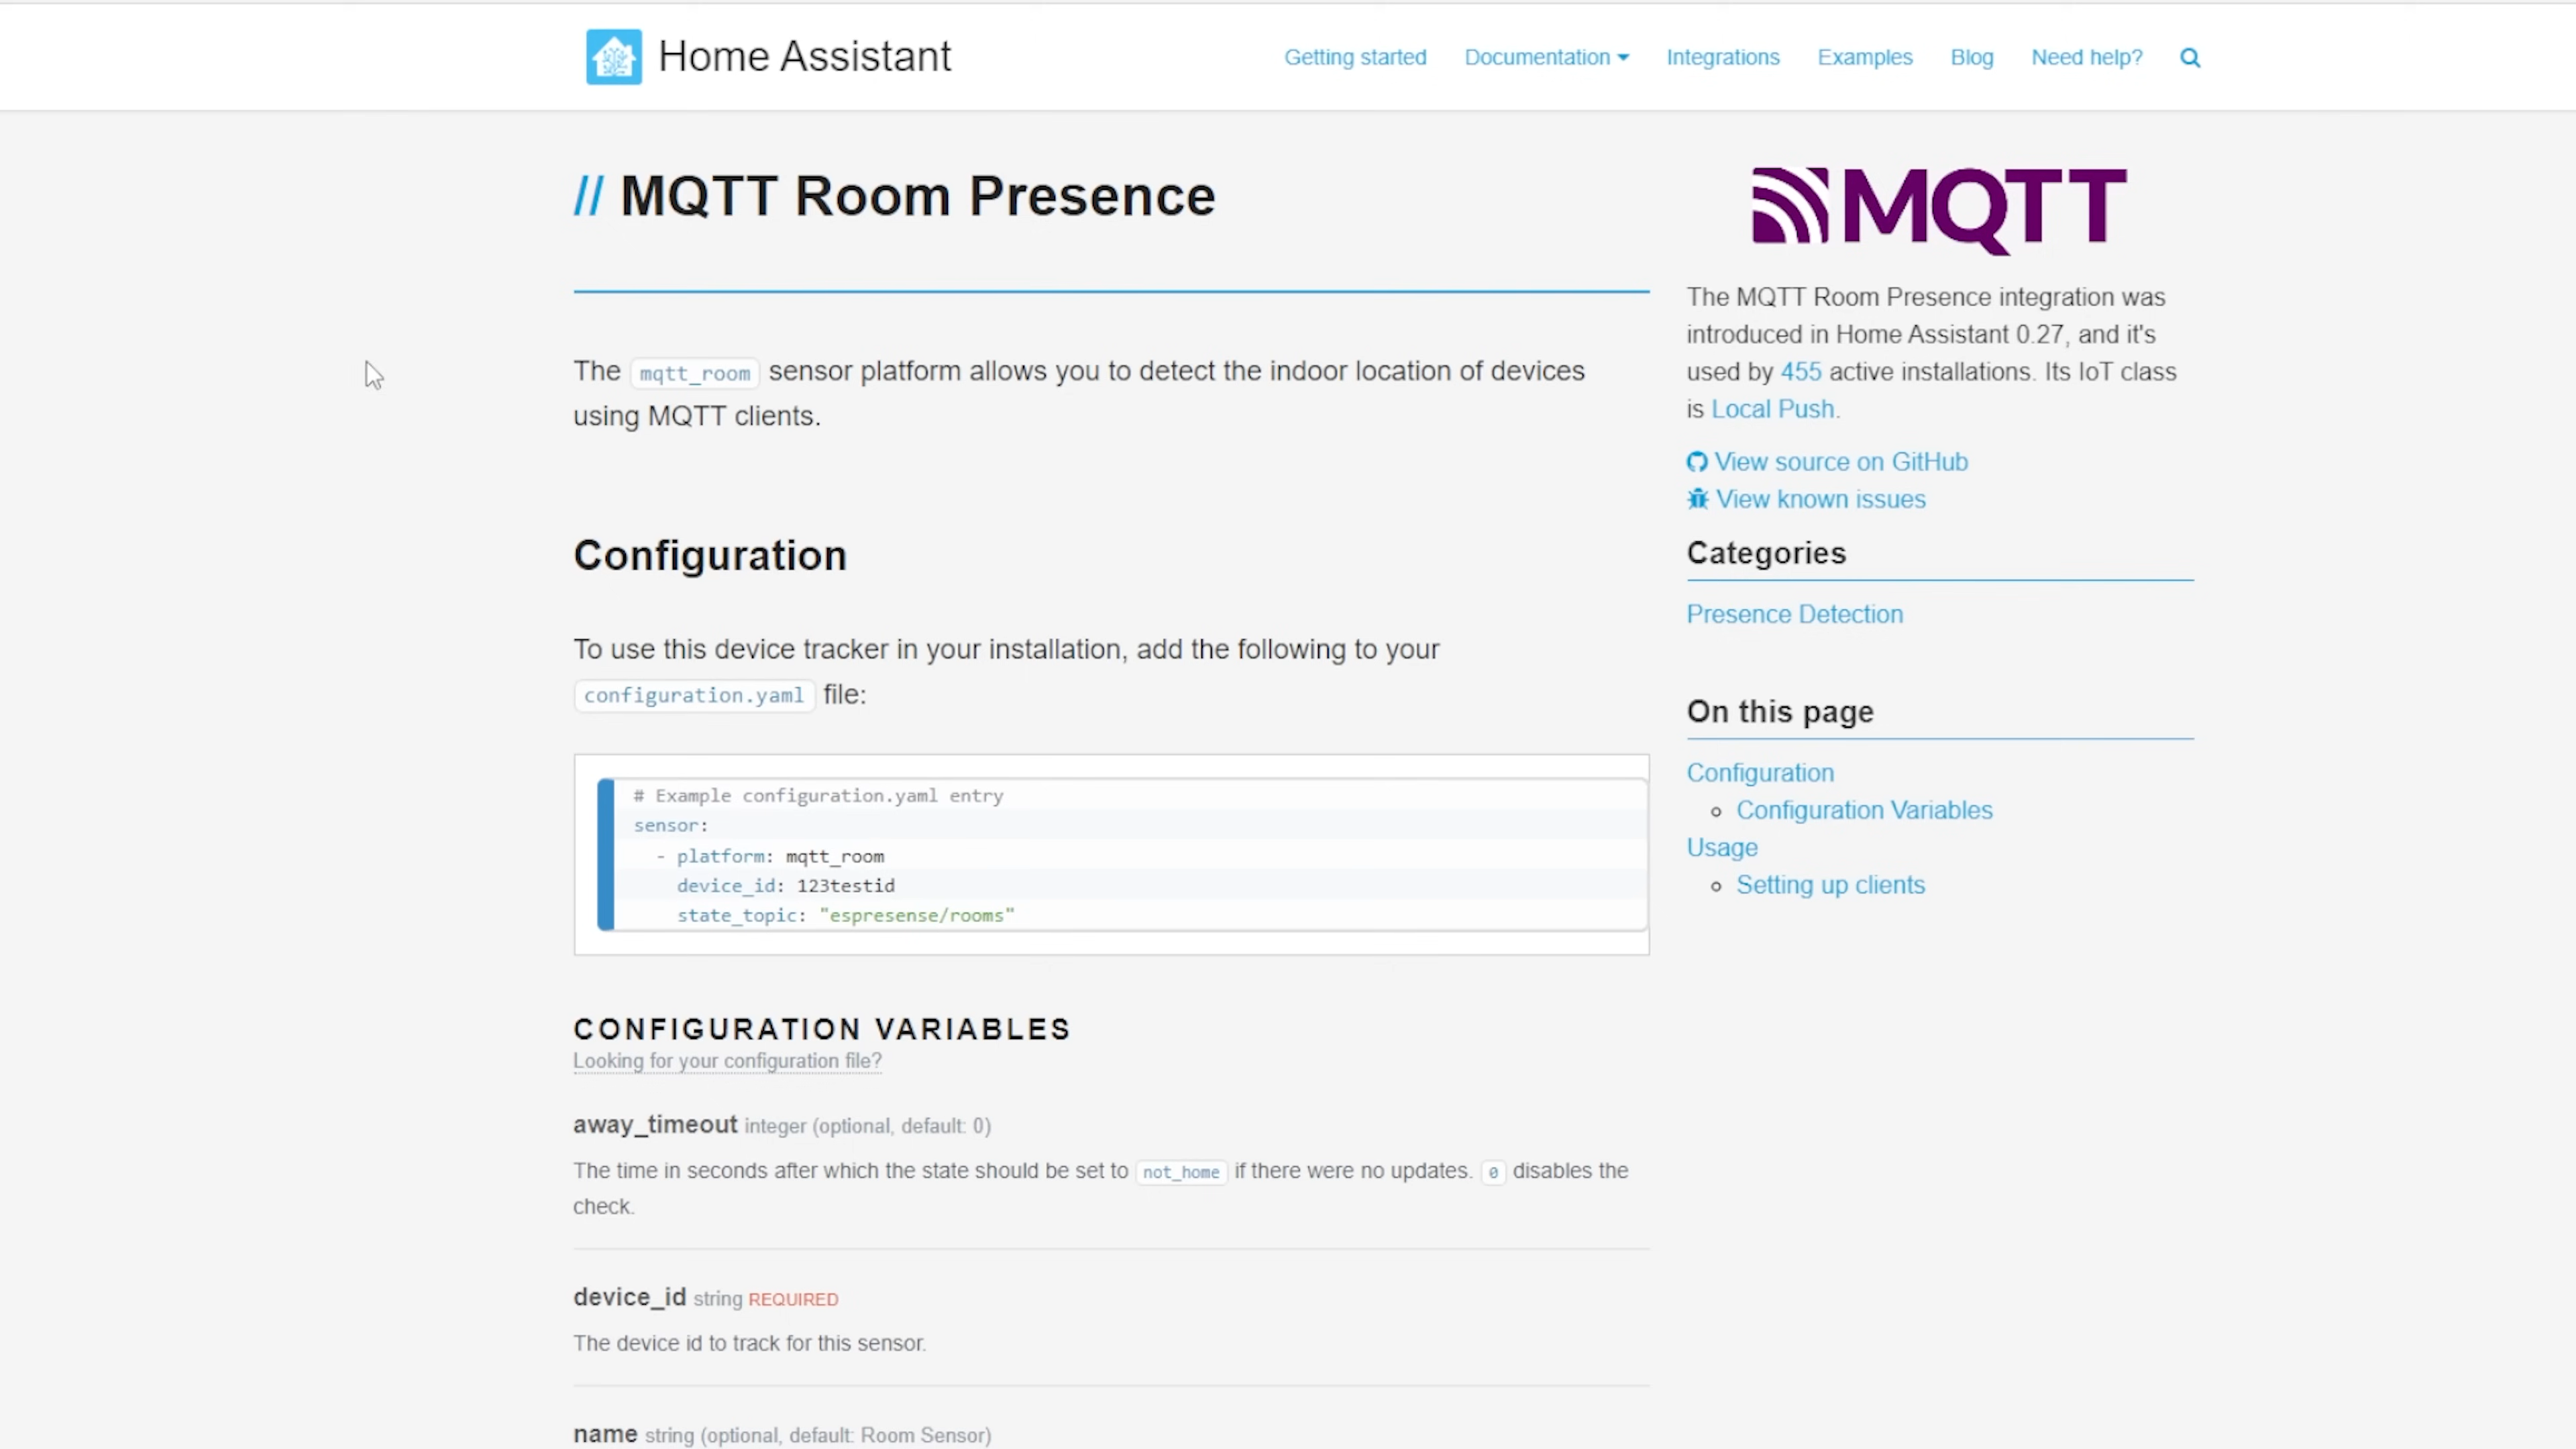 Home Assistant
Getting started
Documentation
Integrations
Examples
Blog
Need help?
// MQTT Room Presence
The mqtt_room sensor platform allows you to detect the indoor location of devices
using MQTT clients.
Configuration
To use this device tracker in your installation, add the following to your
configuration.yaml file:
# Example configuration.yaml entry
sensor:
- platform: mqtt_room
device_id: 123testid
state_topic: "espresense/rooms"
CONFIGURATION VARIABLES
Looking for your configuration file?
away_timeout integer (optional, default: 0)
The time in seconds after which the state should be set to not_home if there were no updates. 0 disables the
check.
device_id string REQUIRED
The device id to track for this sensor.
name string (optional, default: Room Sensor)
MQTT
The MQTT Room Presence integration was
introduced in Home Assistant 0.27, and it's
used by 455 active installations. Its IoT class
is Local Push.
View source on GitHub
View known issues
Categories
Presence Detection
On this page
Configuration
Configuration Variables
Usage
Setting up clients